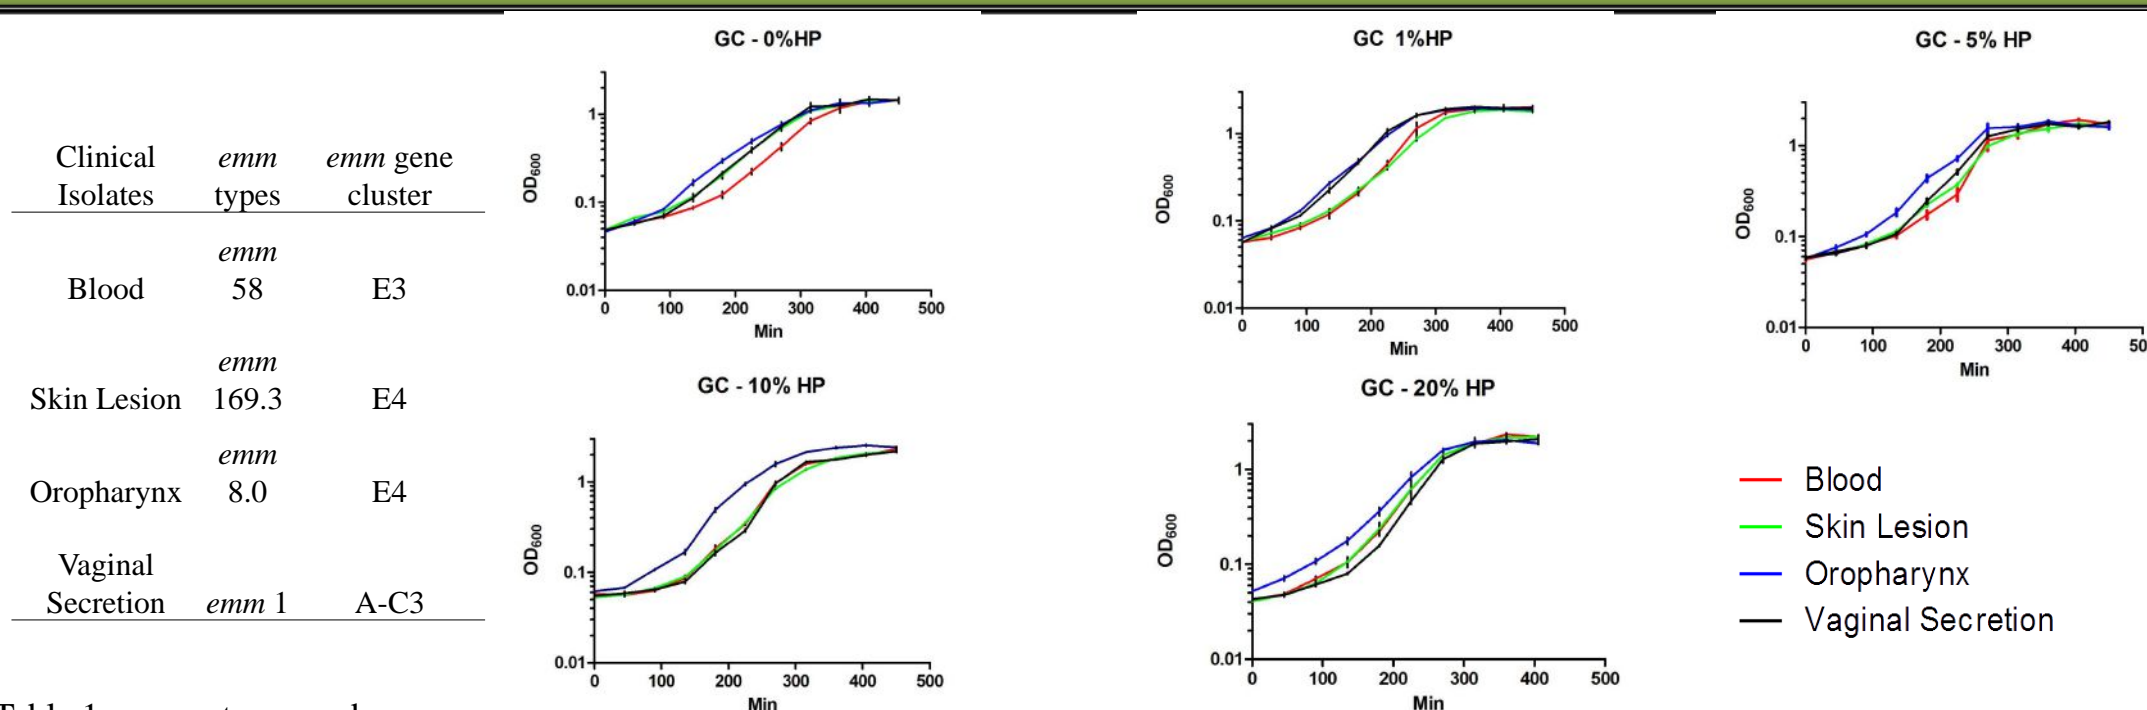 Clinical Isolates emm types emm gene cluster
Blood emm 58 E3
Skin Lesion emm 169.3 E4
Oropharynx emm 8.0 E4
Vaginal Secretion emm 1 A-C3
GC - 0%HP
OD600
1
0.1
0.01
0 100 200 300 400 500
Min
GC 1%HP
OD600
1
0.1
0.01
0 100 200 300 400 500
Min
GC - 5% HP
OD600
1
0.1
0.01
0 100 200 300 400
Min
GC - 10% HP
OD600
1
0.1
0.01
0 100 200 300 400 500
Min
GC - 20% HP
OD600
1
0.1
0.01
0 100 200 300 400 500
Min
Blood
Skin Lesion
Oropharynx
Vaginal Secretion